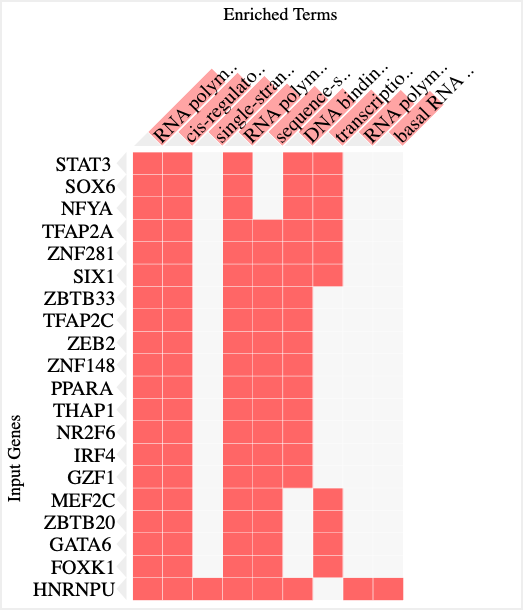 Enriched Terms
RNA polym..
cis-regulato..
single-stran..
RNA polym..
sequence-s..
DNA bindin..
transcriptio..
RNA polym..
basal RNA ..
Input Genes
STAT3
SOX6
NFYA
TFAP2A
ZNF281
SIX1
ZBTB33
TFAP2C
ZEB2
ZNF148
PPARA
THAP1
NR2F6
IRF4
GZF1
MEF2C
ZBTB20
GATA6
FOXK1
HNRNPU